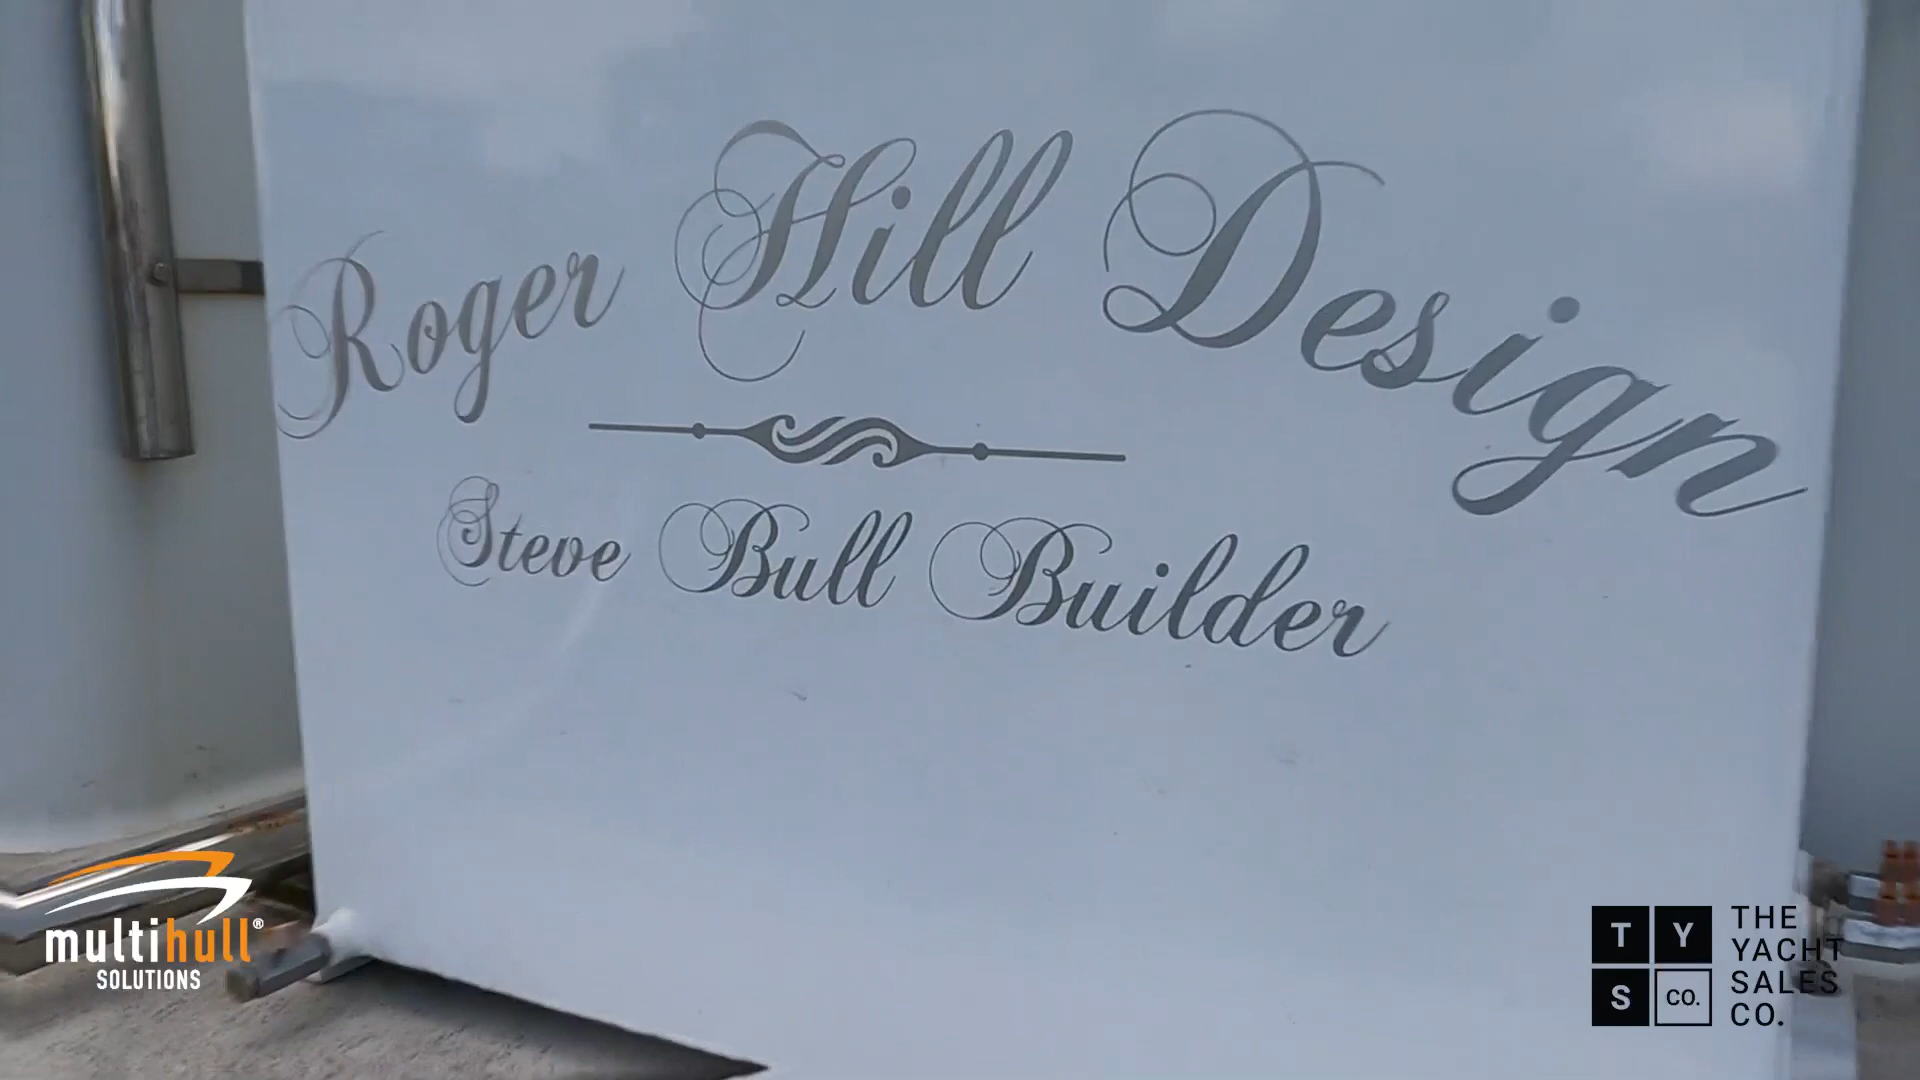 Roger Hill Design
Steve Bull Builder
multihull®
SOLUTIONS
T Y
S CO.
THE
YACHT
SALES
CO.